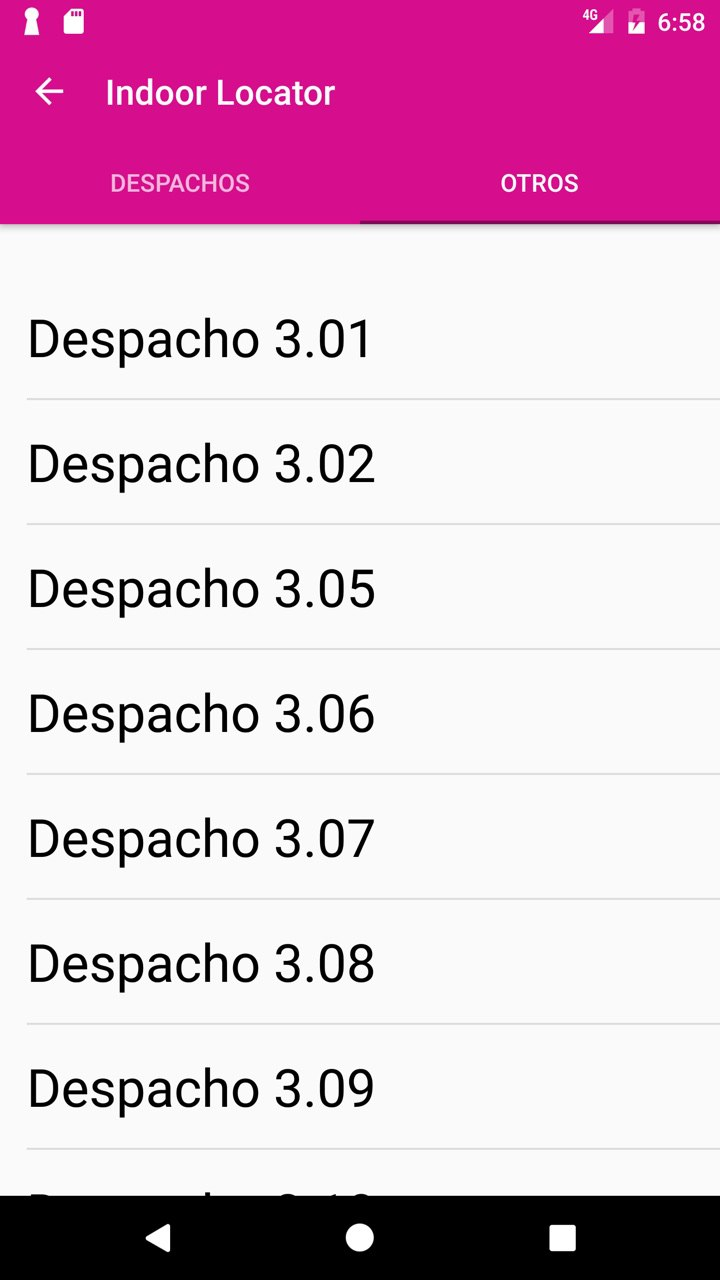 4G 6:58
Indoor Locator
DESPACHOS OTROS
Despacho 3.01
Despacho 3.02
Despacho 3.05
Despacho 3.06
Despacho 3.07
Despacho 3.08
Despacho 3.09